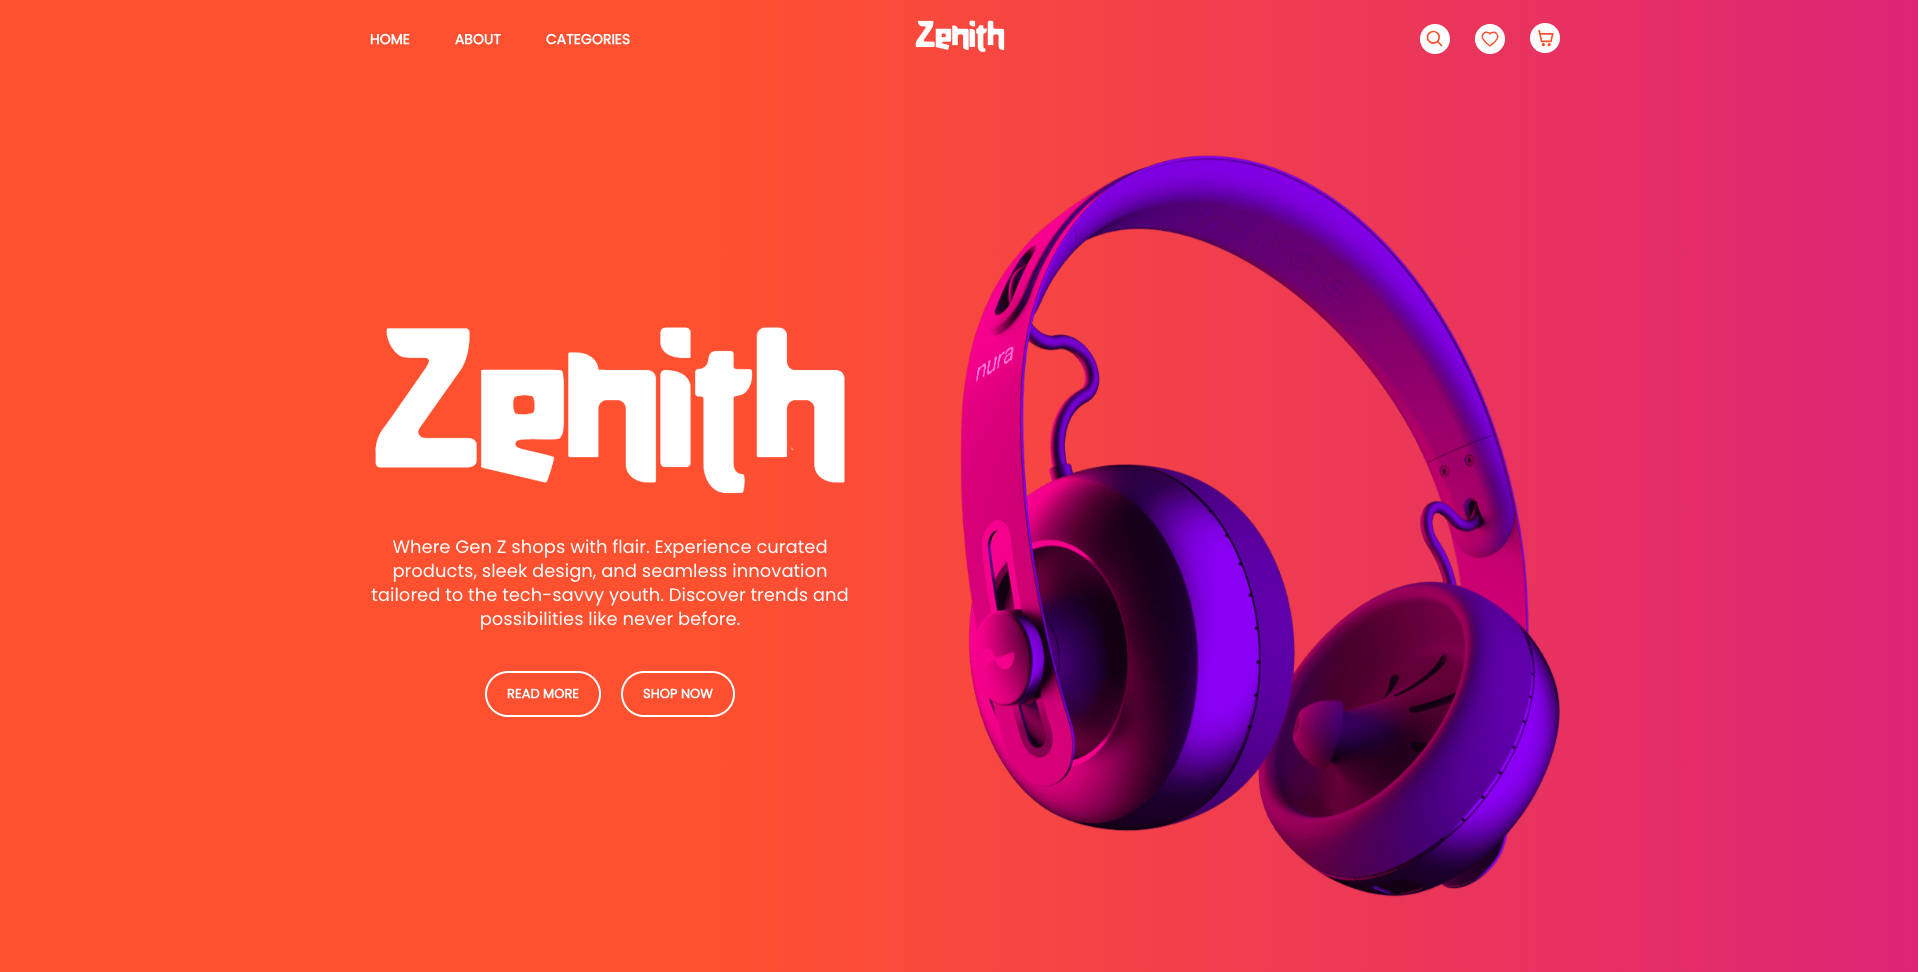 HOME ABOUT CATEGORIES Zenith
Zenith
nura
Where Gen Z shops with flair. Experience curated
products, sleek design, and seamless innovation
tailored to the tech-savvy youth. Discover trends and
possibilities like never before.
READ MORE SHOP NOW